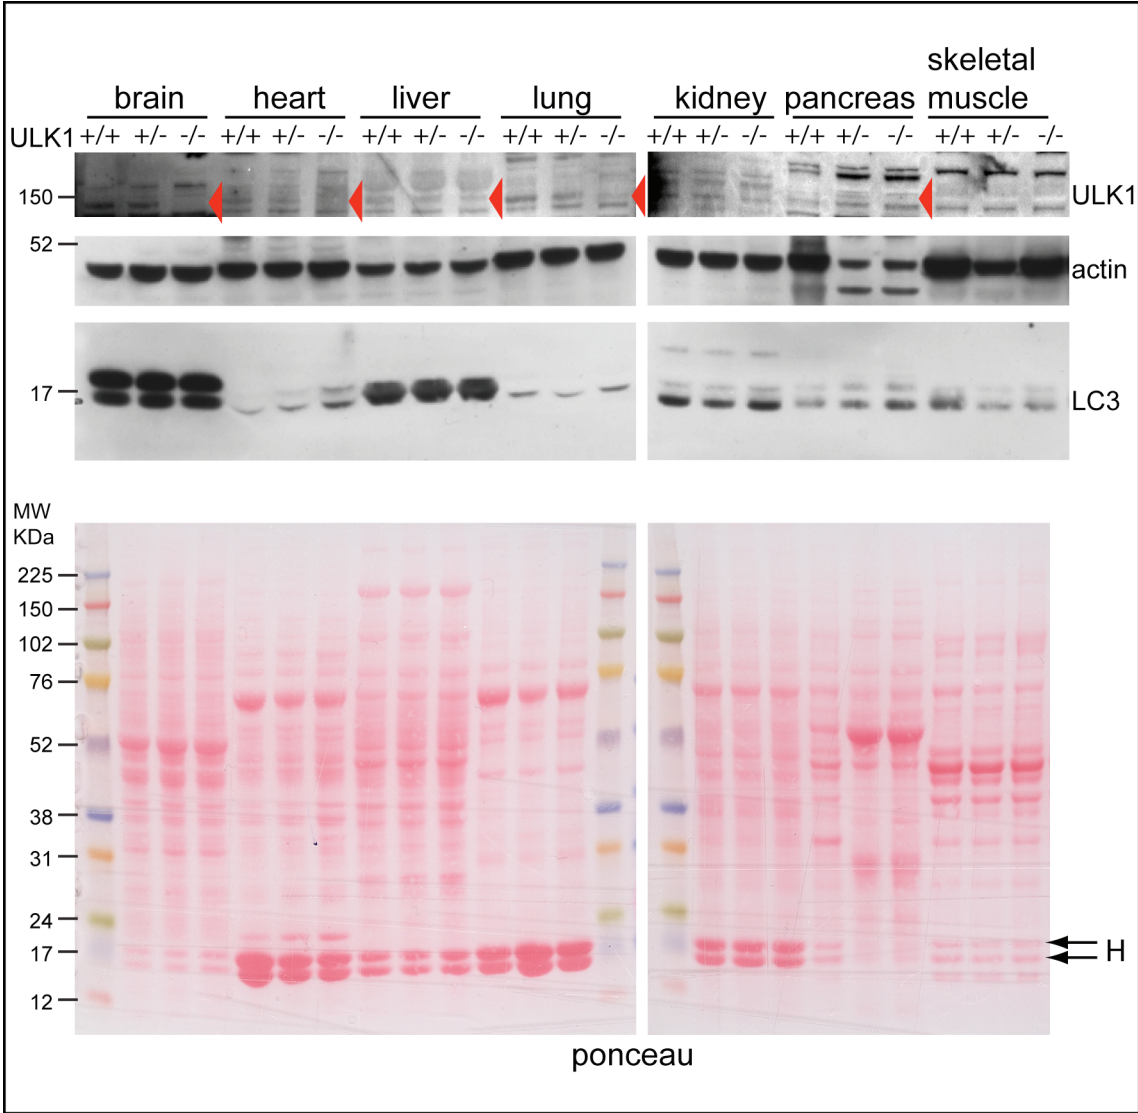 skeletal
brain heart liver lung kidney pancreas muscle
ULK1 +/+ +/- -/- +/+ +/- -/- +/+ +/- -/- +/+ +/- -/- +/+ +/- -/- +/+ +/- -/- +/+ +/- -/-
150 ULK1
52
actin
17 LC3
MW
KDa
225
150
102
76
52
38
31
24
17 H
12
ponceau